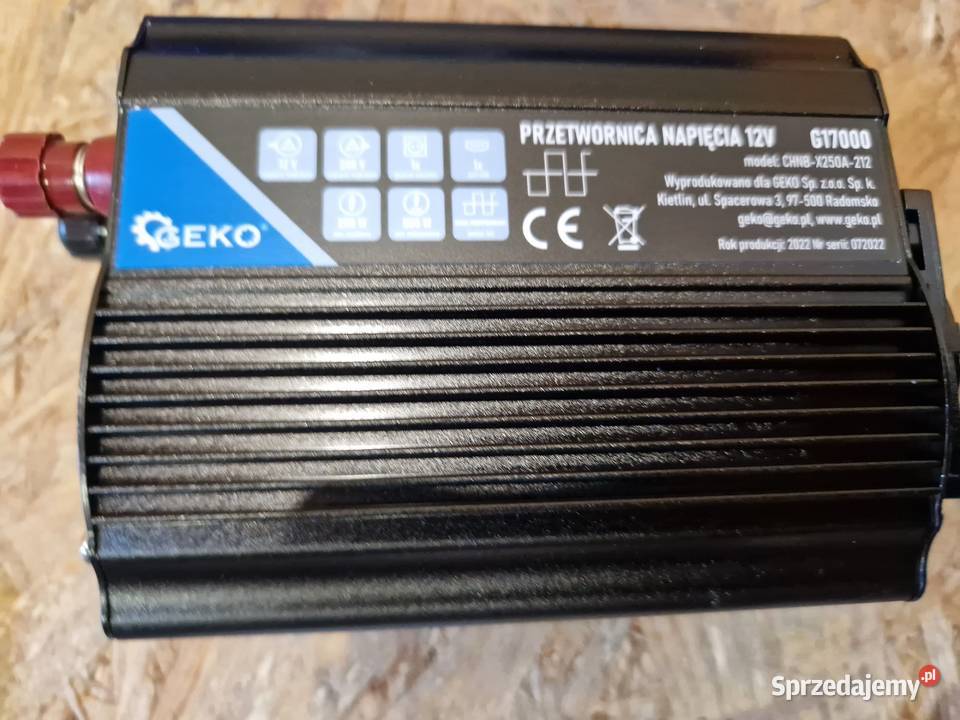 GEKO
12 V
PRZETWORNICA NAPIĘCIA 12V G17000
model: CHNB-X250A-212
Wyprodukowano dla GEKO Sp. z.o.o. Sp. k.
Kietlin, ul. Spacerowa 3, 97-500 Radomsko
geko@geko.pl, www.geko.pl
Rok produkcji: 2022 Nr serii: 072022
CE
Sprzedajemy.pl